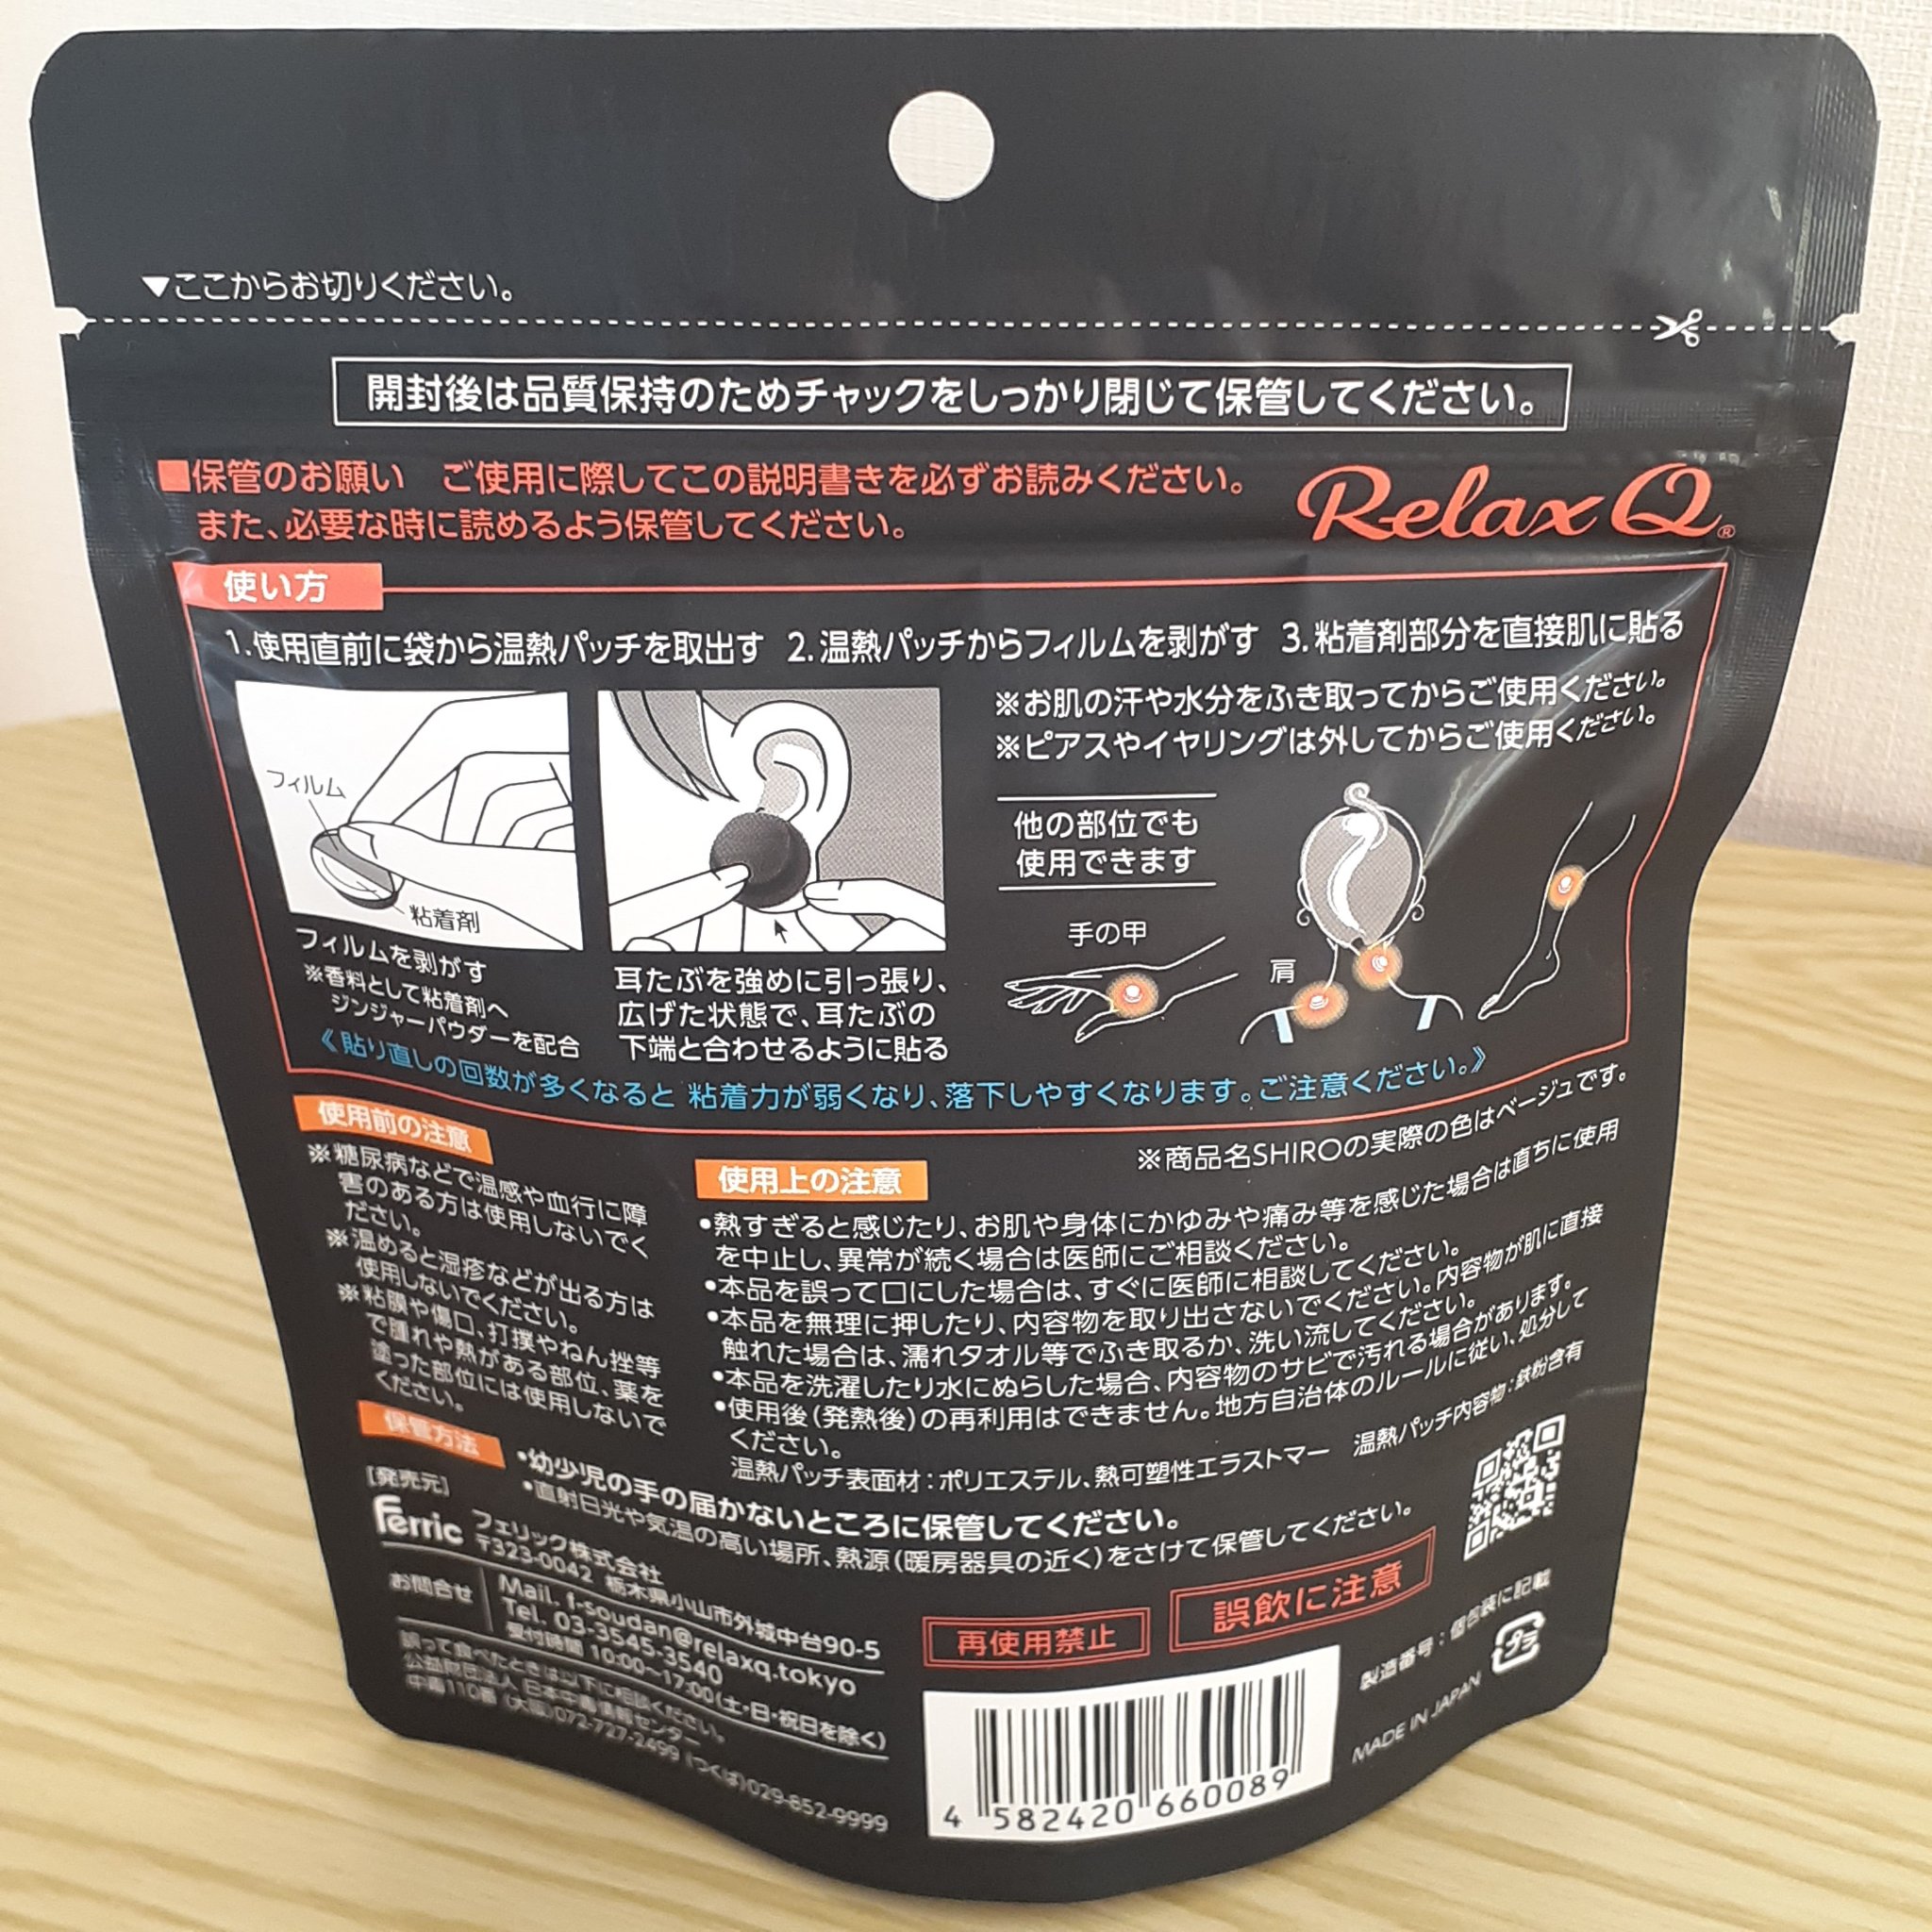 ▼ここからお切りください。
開封後は品質保持のためチャックをしっかり閉じて保管してください。
■保管のお願い　ご使用に際してこの説明書きを必ずお読みください。
また、必要な時に読めるよう保管してください。
Relax Q®
使い方
1.使用直前に袋から温熱パッチを取出す
2.温熱パッチからフィルムを剥がす
3.粘着剤部分を直接肌に貼る
※お肌の汗や水分をふき取ってからご使用ください。
※ピアスやイヤリングは外してからご使用ください。
フィルム
粘着剤
フィルムを剥がす
※香料として粘着剤へ
ジンジャーパウダーを配合
耳たぶを強めに引っ張り、
広げた状態で、耳たぶの
下端と合わせるように貼る
他の部位でも
使用できます
手の甲
肩
《貼り直しの回数が多くなると 粘着力が弱くなり、落下しやすくなります。ご注意ください。》
※商品名SHIROの実際の色はベージュです。
使用前の注意
※糖尿病などで温感や血行に障
害のある方は使用しないでく
ださい。
※温めると湿疹などが出る方は
使用しないでください。
※粘膜や傷口、打撲やねん挫等
で腫れや熱がある部位、薬を
塗った部位には使用しないで
ください。
使用上の注意
•熱すぎると感じたり、お肌や身体にかゆみや痛み等を感じた場合は直ちに使用
を中止し、異常が続く場合は医師にご相談ください。
•本品を誤って口にした場合は、すぐに医師に相談してください。
•本品を無理に押したり、内容物を取り出さないでください。内容物が肌に直接
触れた場合は、濡れタオル等でふき取るか、洗い流してください。
•本品を洗濯したり水にぬらした場合、内容物のサビで汚れる場合があります。
•使用後(発熱後)の再利用はできません。地方自治体のルールに従い、処分して
ください。
温熱パッチ表面材：ポリエステル、熱可塑性エラストマー　温熱パッチ内容物：鉄粉含有
保管方法
•幼少児の手の届かないところに保管してください。
•直射日光や気温の高い場所、熱源(暖房器具の近く)をさけて保管してください。
[発売元]
Ferric
フェリック株式会社
〒323-0042 栃木県小山市外城中台90-5
お問合せ
Mail. f-soudan@relaxq.tokyo
Tel. 03-3545-3540
受付時間 10:00〜17:00(土・日・祝日を除く)
誤って食べたときは以下に相談ください。
公益財団法人 日本中毒情報センター
中毒110番 (大阪)072-727-2499 (つくば)029-852-9999
再使用禁止
誤飲に注意
製造番号：個包装に記載
プラ
MADE IN JAPAN
4 582420 660089